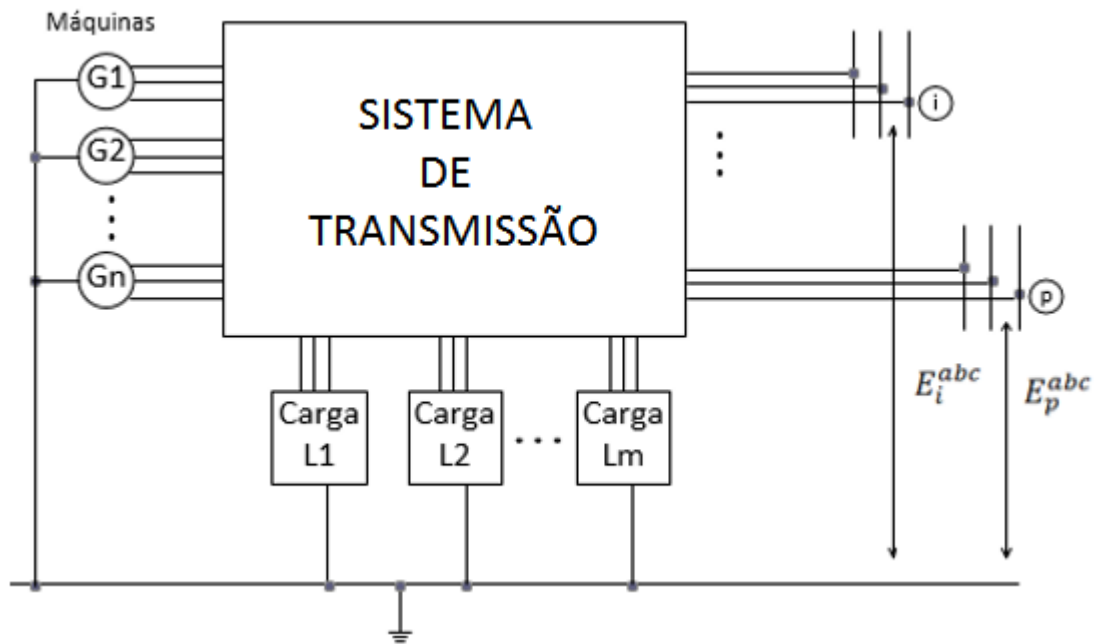 Máquinas
G1
G2
Gn
SISTEMA
DE
TRANSMISSÃO
i
p
Carga
L1
Carga
L2
Carga
Lm
E_i^{abc}
E_p^{abc}